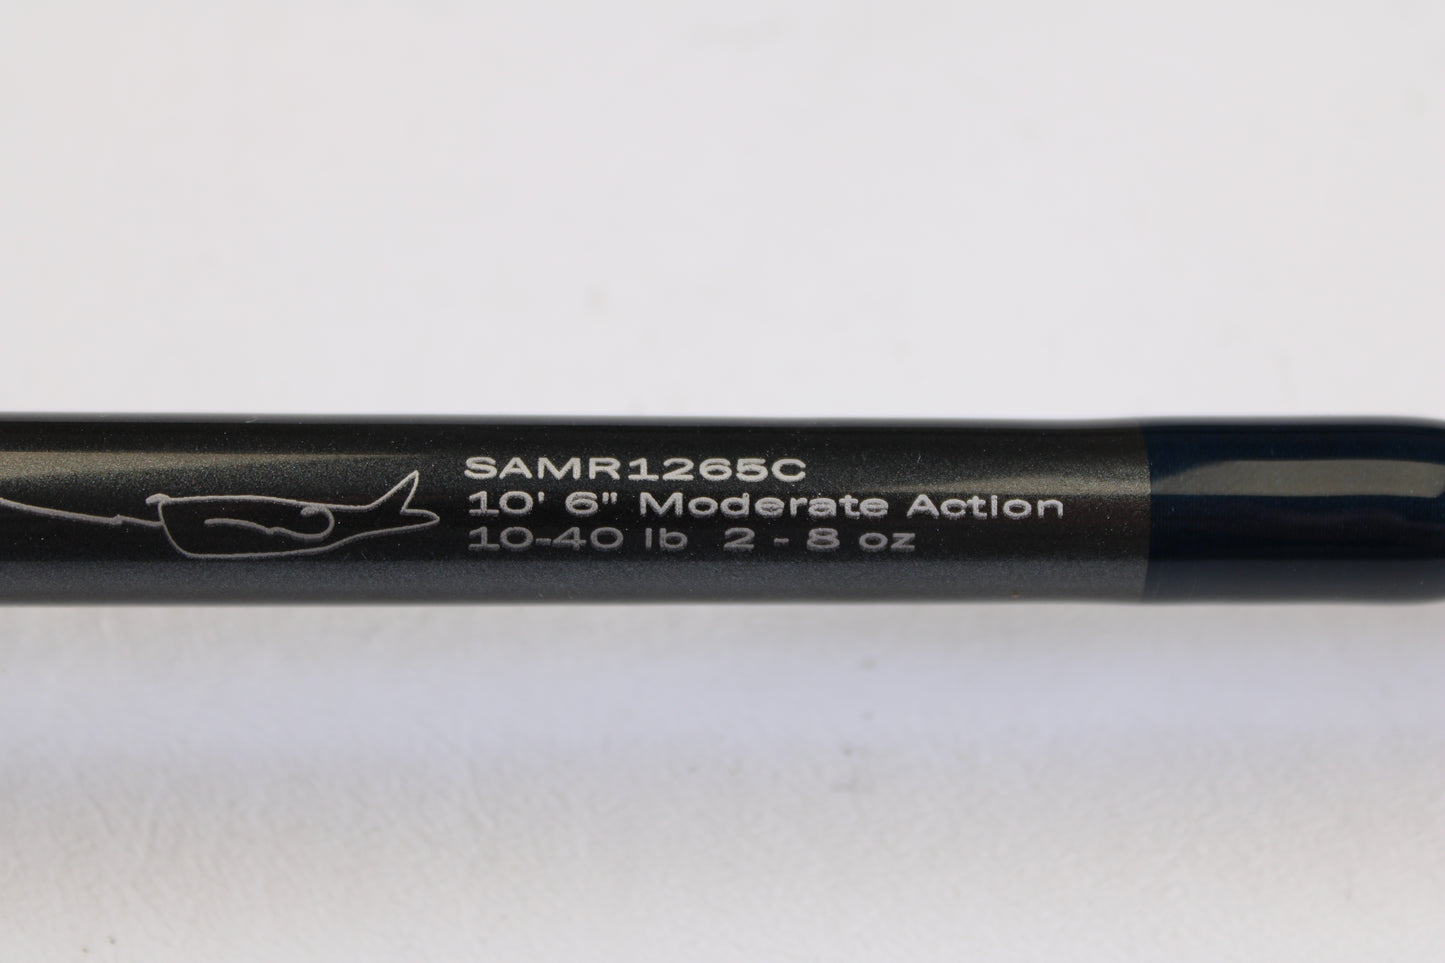 SAMR1265C
10' 6" Moderate Action
10-40 lb 2 - 8 oz